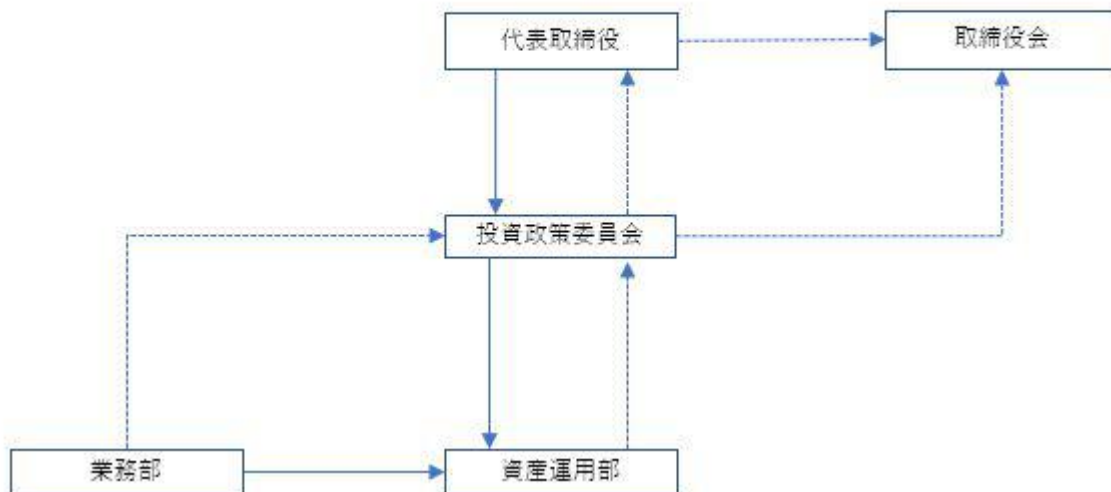 代表取締役
取締役会
投資政策委員会
業務部
資産運用部